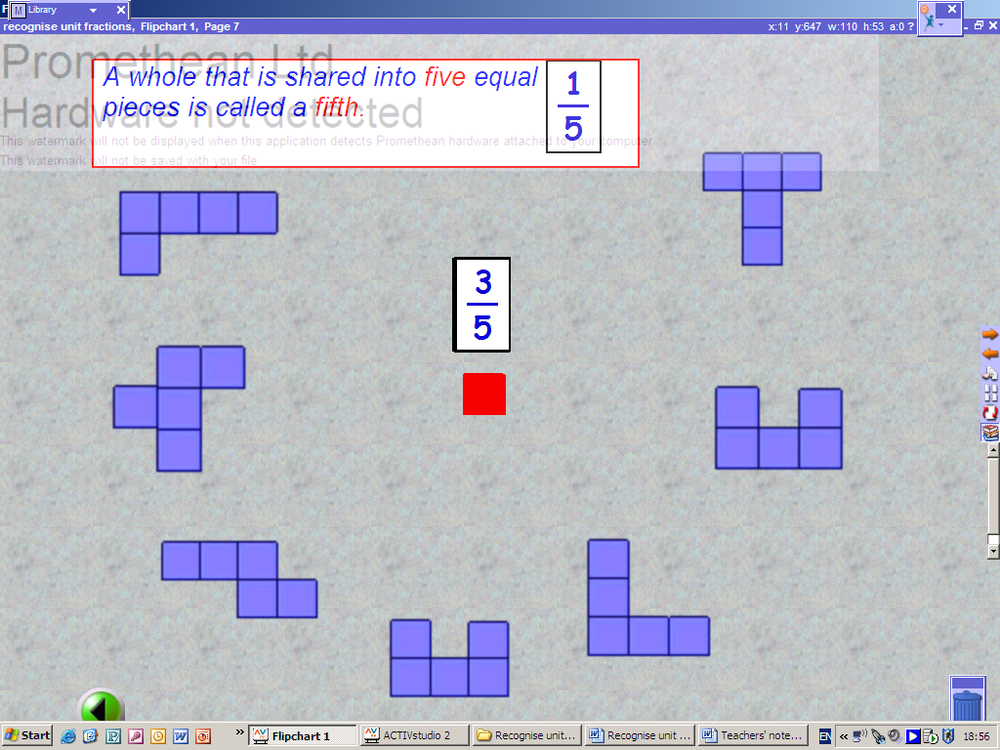 Library
recognise unit fractions, Flipchart 1, Page 7
x:11 y:647 w:110 h:53 a:0 ?
Promethean Ltd
Hardware not detected
This watermark will not be displayed when this application detects Promethean hardware attached to your computer
This watermark will not be saved with your file
A whole that is shared into five equal
pieces is called a fifth.
1
5
3
5
Start
Flipchart 1
ACTIVstudio 2
Recognise unit...
Recognise unit ...
Teachers' note...
EN
18:56